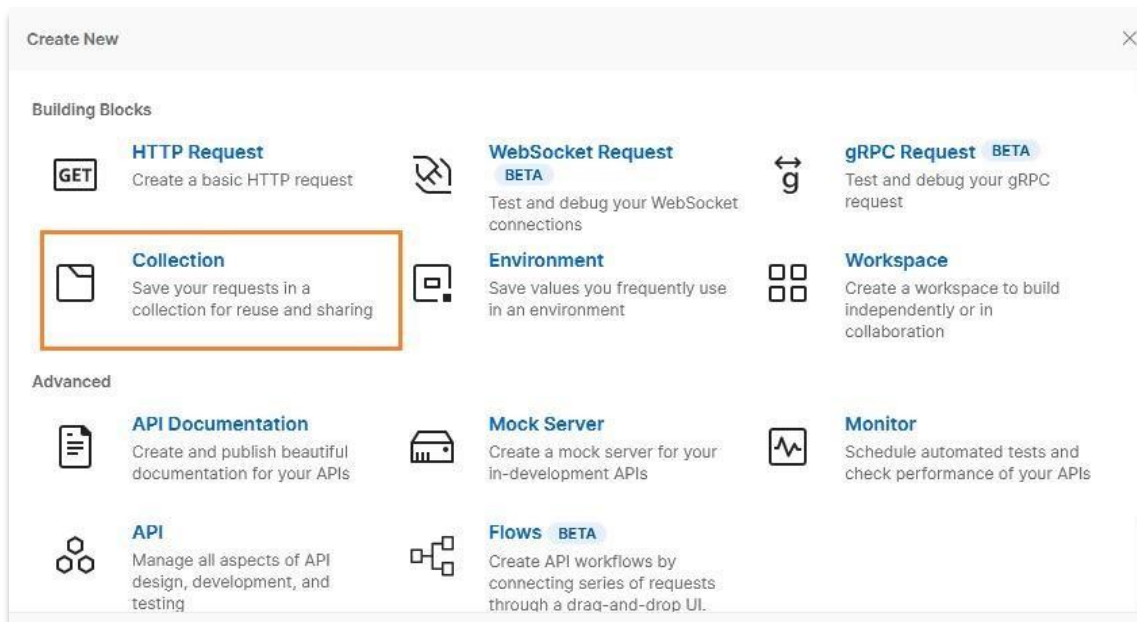 Create New
Building Blocks
GET
HTTP Request
Create a basic HTTP request
WebSocket Request
BETA
Test and debug your WebSocket
connections
g
gRPC Request BETA
Test and debug your gRPC
request
Collection
Save your requests in a
collection for reuse and sharing
Environment
Save values you frequently use
in an environment
Workspace
Create a workspace to build
independently or in
collaboration
Advanced
API Documentation
Create and publish beautiful
documentation for your APIs
Mock Server
Create a mock server for your
in-development APIs
Monitor
Schedule automated tests and
check performance of your APIs
API
Manage all aspects of API
design, development, and
testing
Flows BETA
Create API workflows by
connecting series of requests
through a drag-and-drop UI.